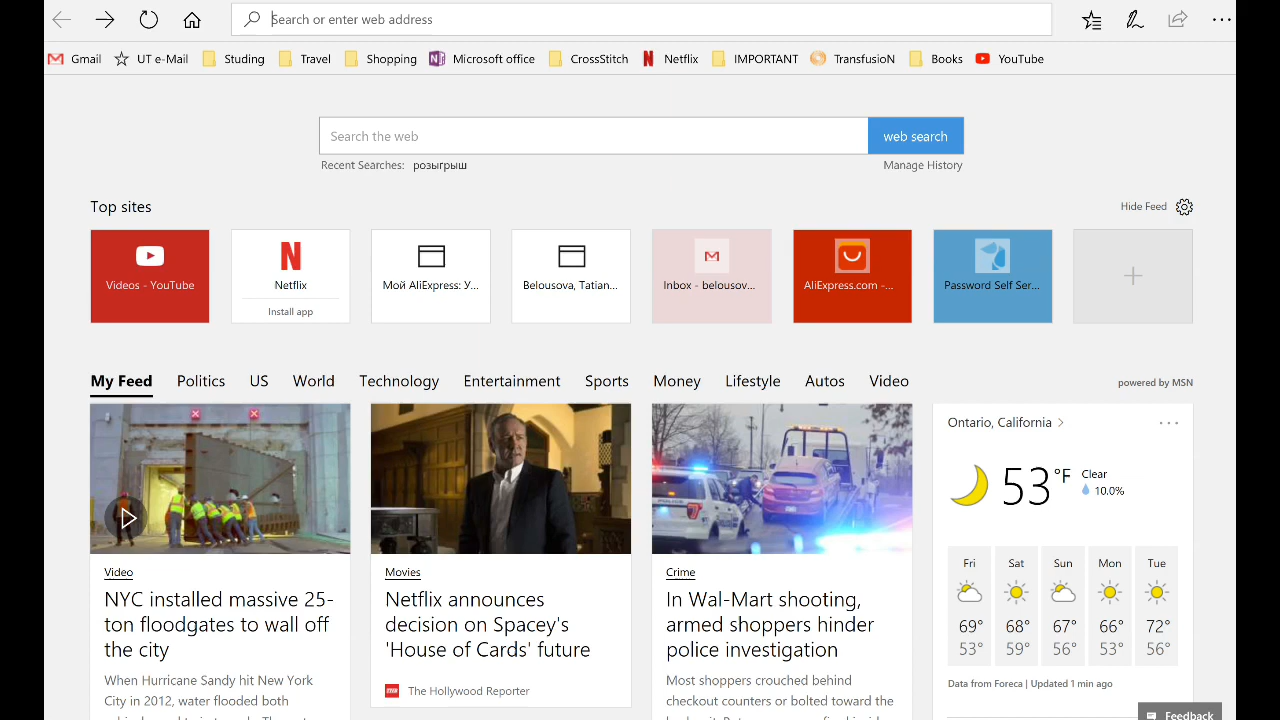 Search or enter web address
Gmail UT e-Mail Studing Travel Shopping Microsoft office CrossStitch Netflix IMPORTANT TransfusioN Books YouTube
Search the web web search
Recent Searches: розыгрыш Manage History
Top sites Hide Feed
Videos - YouTube Netflix Мой AliExpress: У... Belousova, Tatian... Inbox - belousov... AliExpress.com -... Password Self Ser...
Install app
My Feed Politics US World Technology Entertainment Sports Money Lifestyle Autos Video powered by MSN
Video
NYC installed massive 25-
ton floodgates to wall off
the city
When Hurricane Sandy hit New York
City in 2012, water flooded both
Movies
Netflix announces
decision on Spacey's
'House of Cards' future
The Hollywood Reporter
Crime
In Wal-Mart shooting,
armed shoppers hinder
police investigation
Most shoppers crouched behind
checkout counters or bolted toward the
Ontario, California
53 °F Clear
10.0%
Fri Sat Sun Mon Tue
69° 68° 67° 66° 72°
53° 59° 56° 53° 56°
Data from Foreca | Updated 1 min ago
Feedback